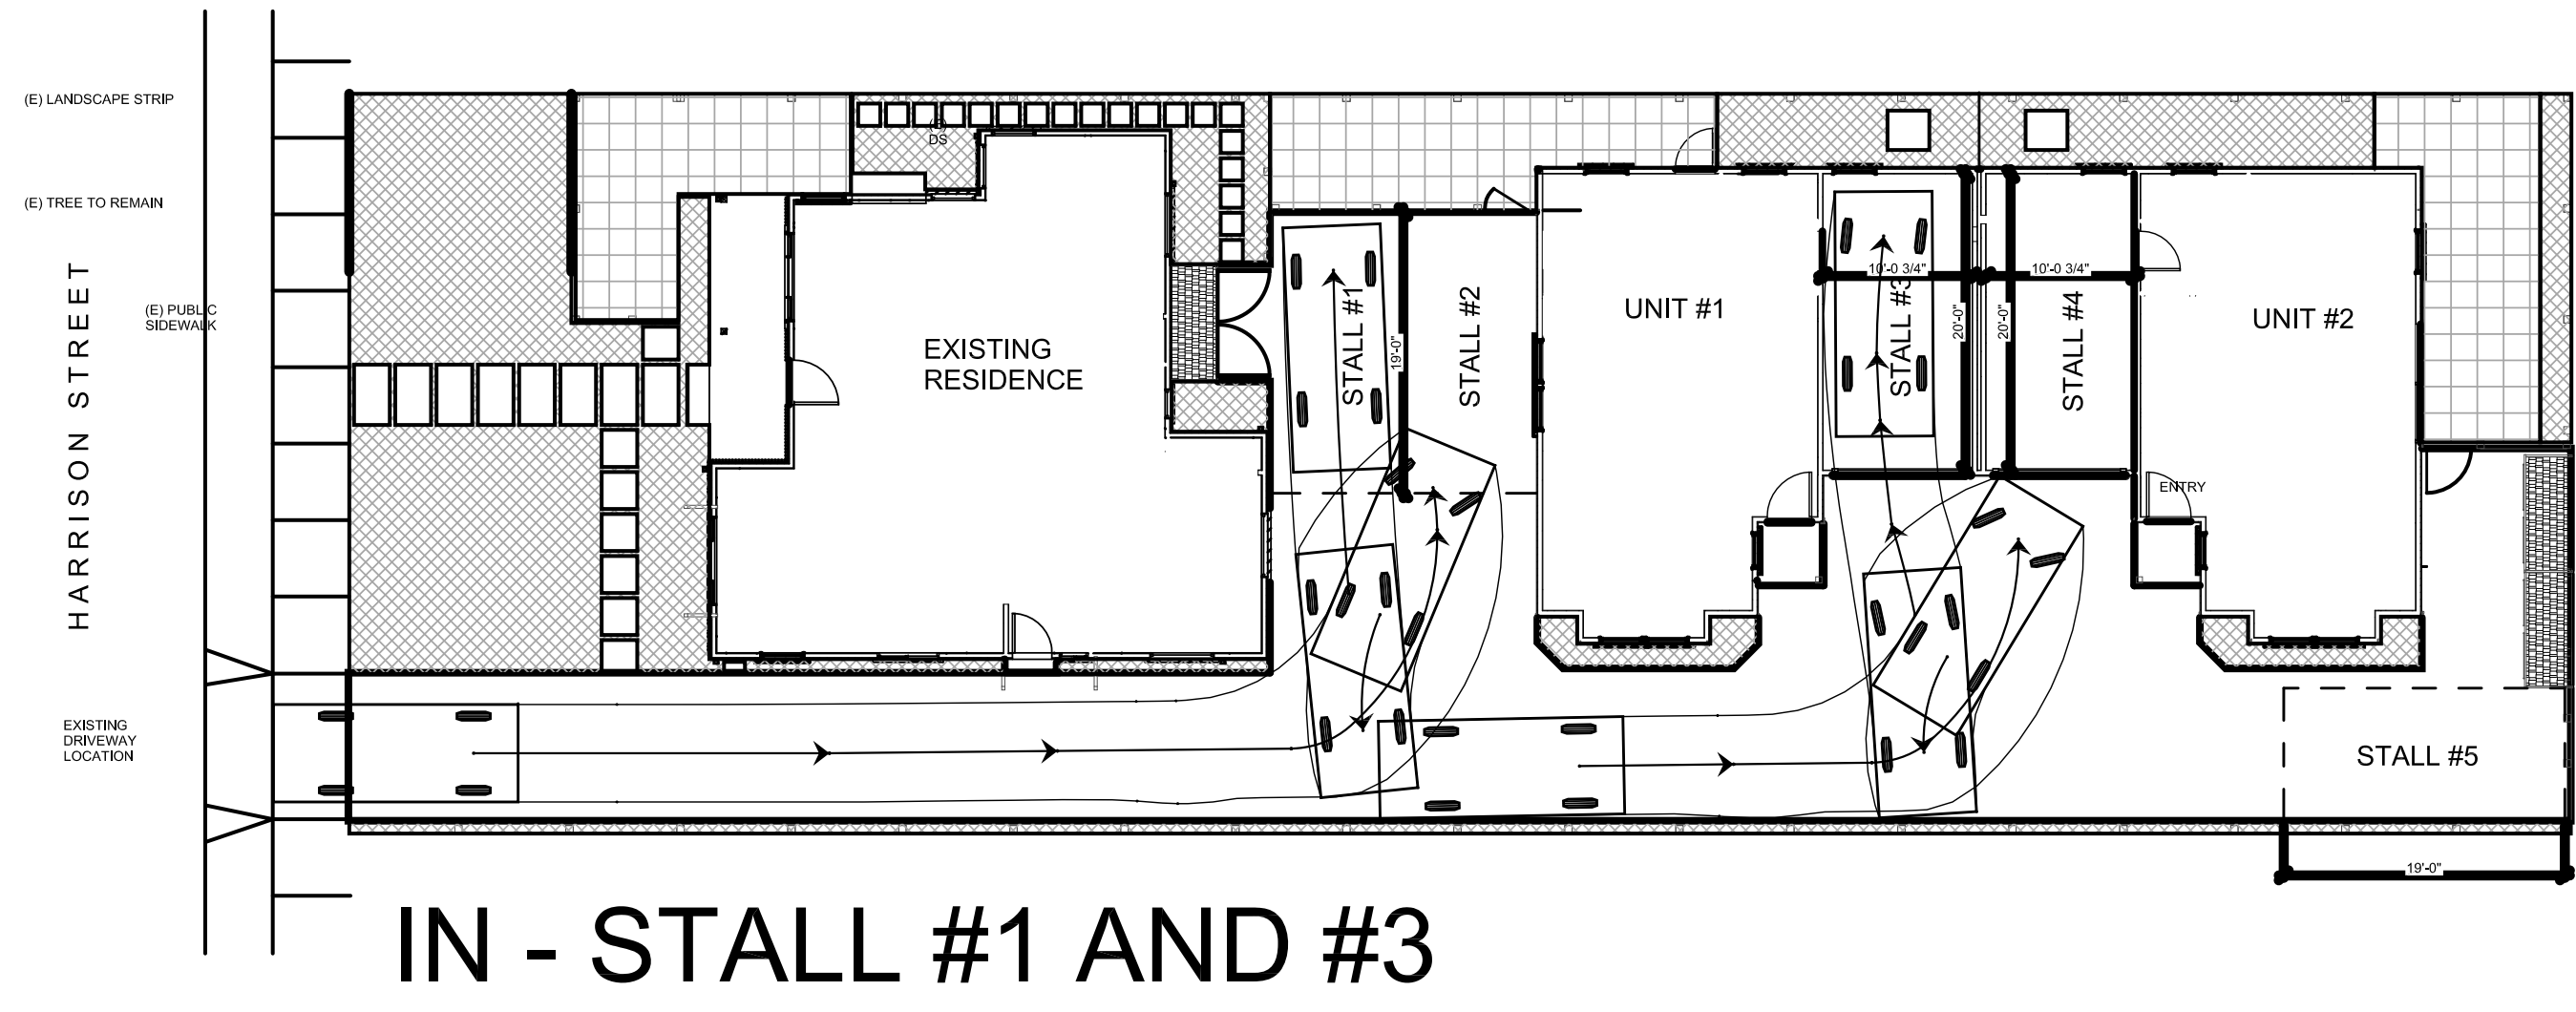 (E) LANDSCAPE STRIP
(E) TREE TO REMAIN
HARRISON STREET
(E) PUBLIC
SIDEWALK
EXISTING
DRIVEWAY
LOCATION
(E)
DS
EXISTING
RESIDENCE
STALL #1
19'-0"
STALL #2
UNIT #1
10'-0 3/4"
STALL #3
20'-0"
20'-0"
10'-0 3/4"
STALL #4
UNIT #2
ENTRY
STALL #5
19'-0"
IN - STALL #1 AND #3